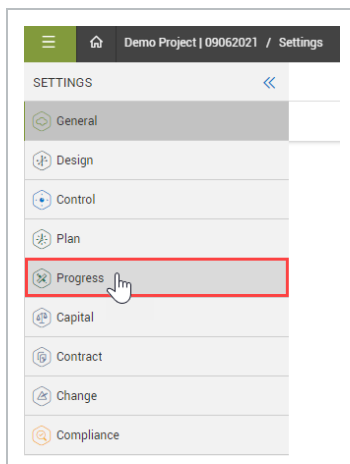 Demo Project | 09062021 / Settings
SETTINGS
General
Design
Control
Plan
Progress
Capital
Contract
Change
Compliance